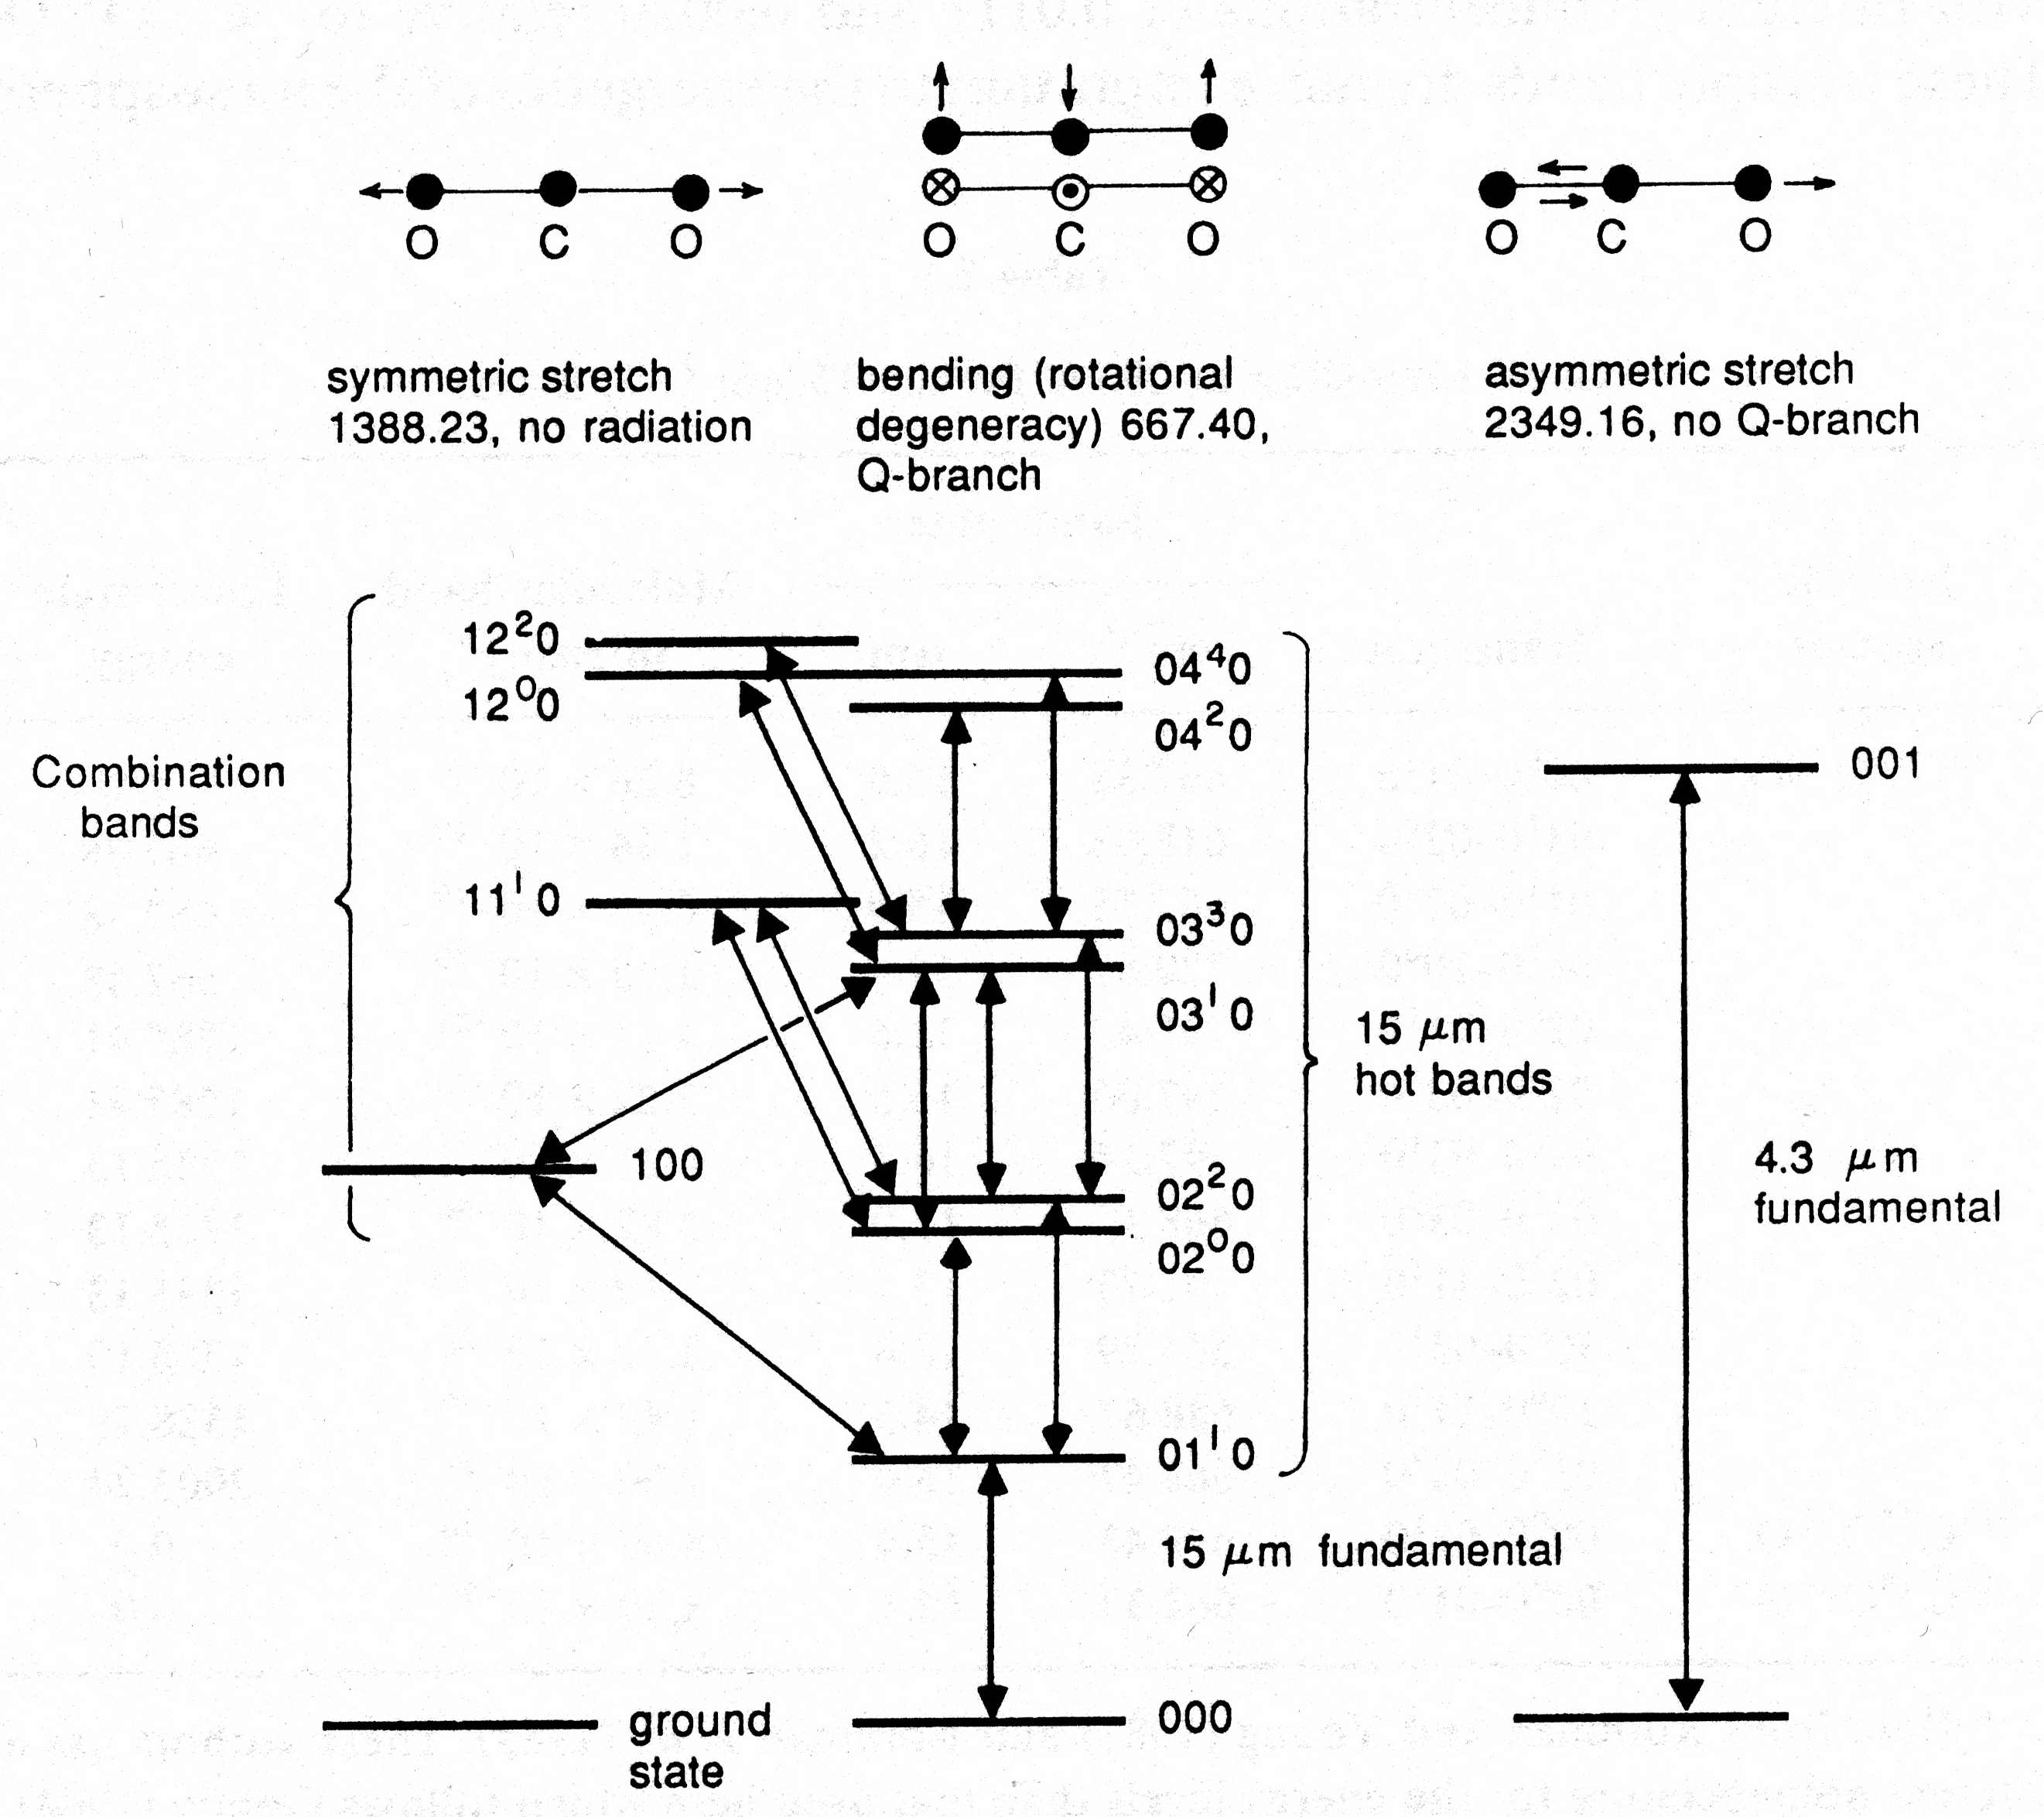 O C O
O C O
O C O
symmetric stretch
1388.23, no radiation
bending (rotational
degeneracy) 667.40,
Q-branch
asymmetric stretch
2349.16, no Q-branch
12²0
12⁰0
04⁴0
04²0
Combination
bands
001
11¹0
03³0
03¹0
15 μm
hot bands
100
02²0
02⁰0
4.3 μm
fundamental
01¹0
15 μm fundamental
ground
state
000